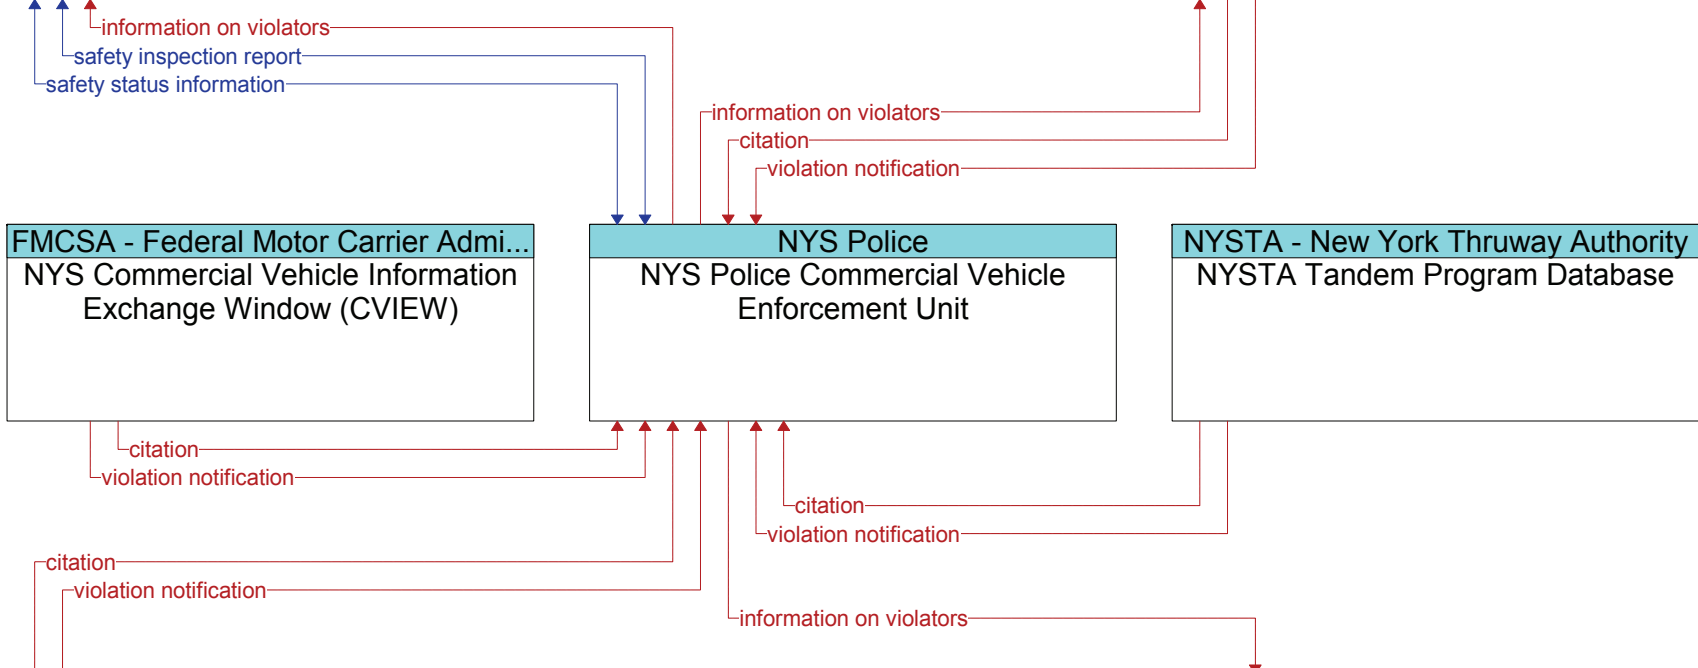 information on violators
safety inspection report
safety status information
information on violators
citation
violation notification
FMCSA - Federal Motor Carrier Admi...
NYS Commercial Vehicle Information
Exchange Window (CVIEW)
NYS Police
NYS Police Commercial Vehicle
Enforcement Unit
NYSTA - New York Thruway Authority
NYSTA Tandem Program Database
citation
violation notification
citation
violation notification
citation
violation notification
information on violators